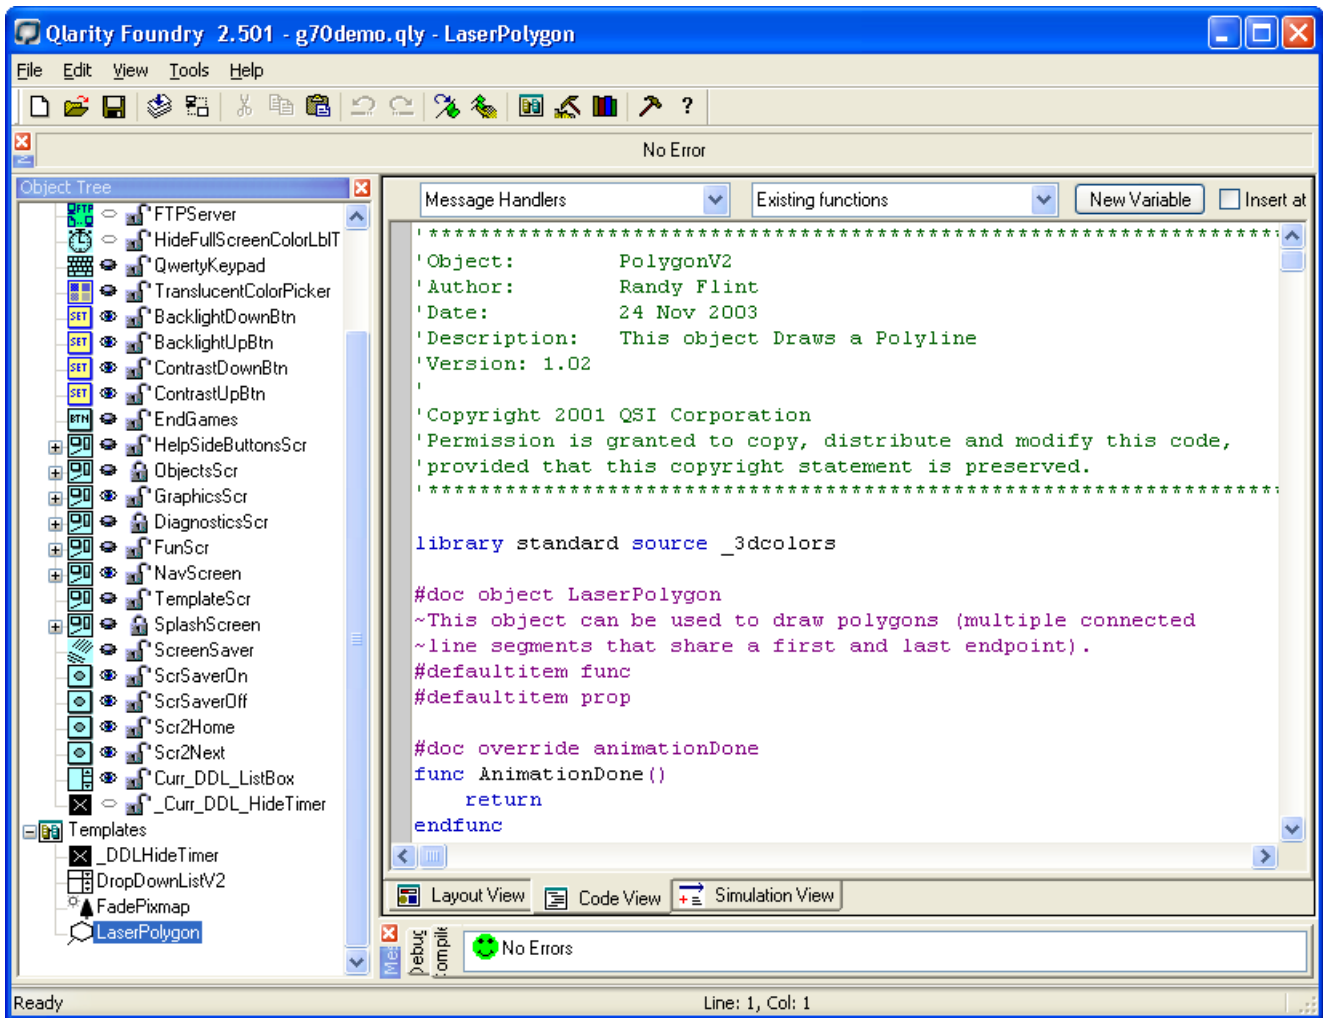 Qlarity Foundry 2.501 - g70demo.qly - LaserPolygon
File Edit View Tools Help
No Error
Object Tree
FTPServer
HideFullScreenColorLblT
QwertyKeypad
TranslucentColorPicker
SET BacklightDownBtn
SET BacklightUpBtn
SET ContrastDownBtn
SET ContrastUpBtn
BTN EndGames
HelpSideButtonsScr
ObjectsScr
GraphicsScr
DiagnosticsScr
FunScr
NavScreen
TemplateScr
SplashScreen
ScreenSaver
ScrSaverOn
ScrSaverOff
Scr2Home
Scr2Next
Curr_DDL_ListBox
_Curr_DDL_HideTimer
Templates
_DDLHideTimer
DropDownListV2
FadePixmap
LaserPolygon
Message Handlers Existing functions New Variable Insert at
'********************************************************************
'Object: PolygonV2
'Author: Randy Flint
'Date: 24 Nov 2003
'Description: This object Draws a Polyline
'Version: 1.02
'
'Copyright 2001 QSI Corporation
'Permission is granted to copy, distribute and modify this code,
'provided that this copyright statement is preserved.
'********************************************************************
library standard source _3dcolors
#doc object LaserPolygon
~This object can be used to draw polygons (multiple connected
~line segments that share a first and last endpoint).
#defaultitem func
#defaultitem prop
#doc override animationDone
func AnimationDone()
return
endfunc
Layout View Code View Simulation View
Debug
No Errors
Ready Line: 1, Col: 1